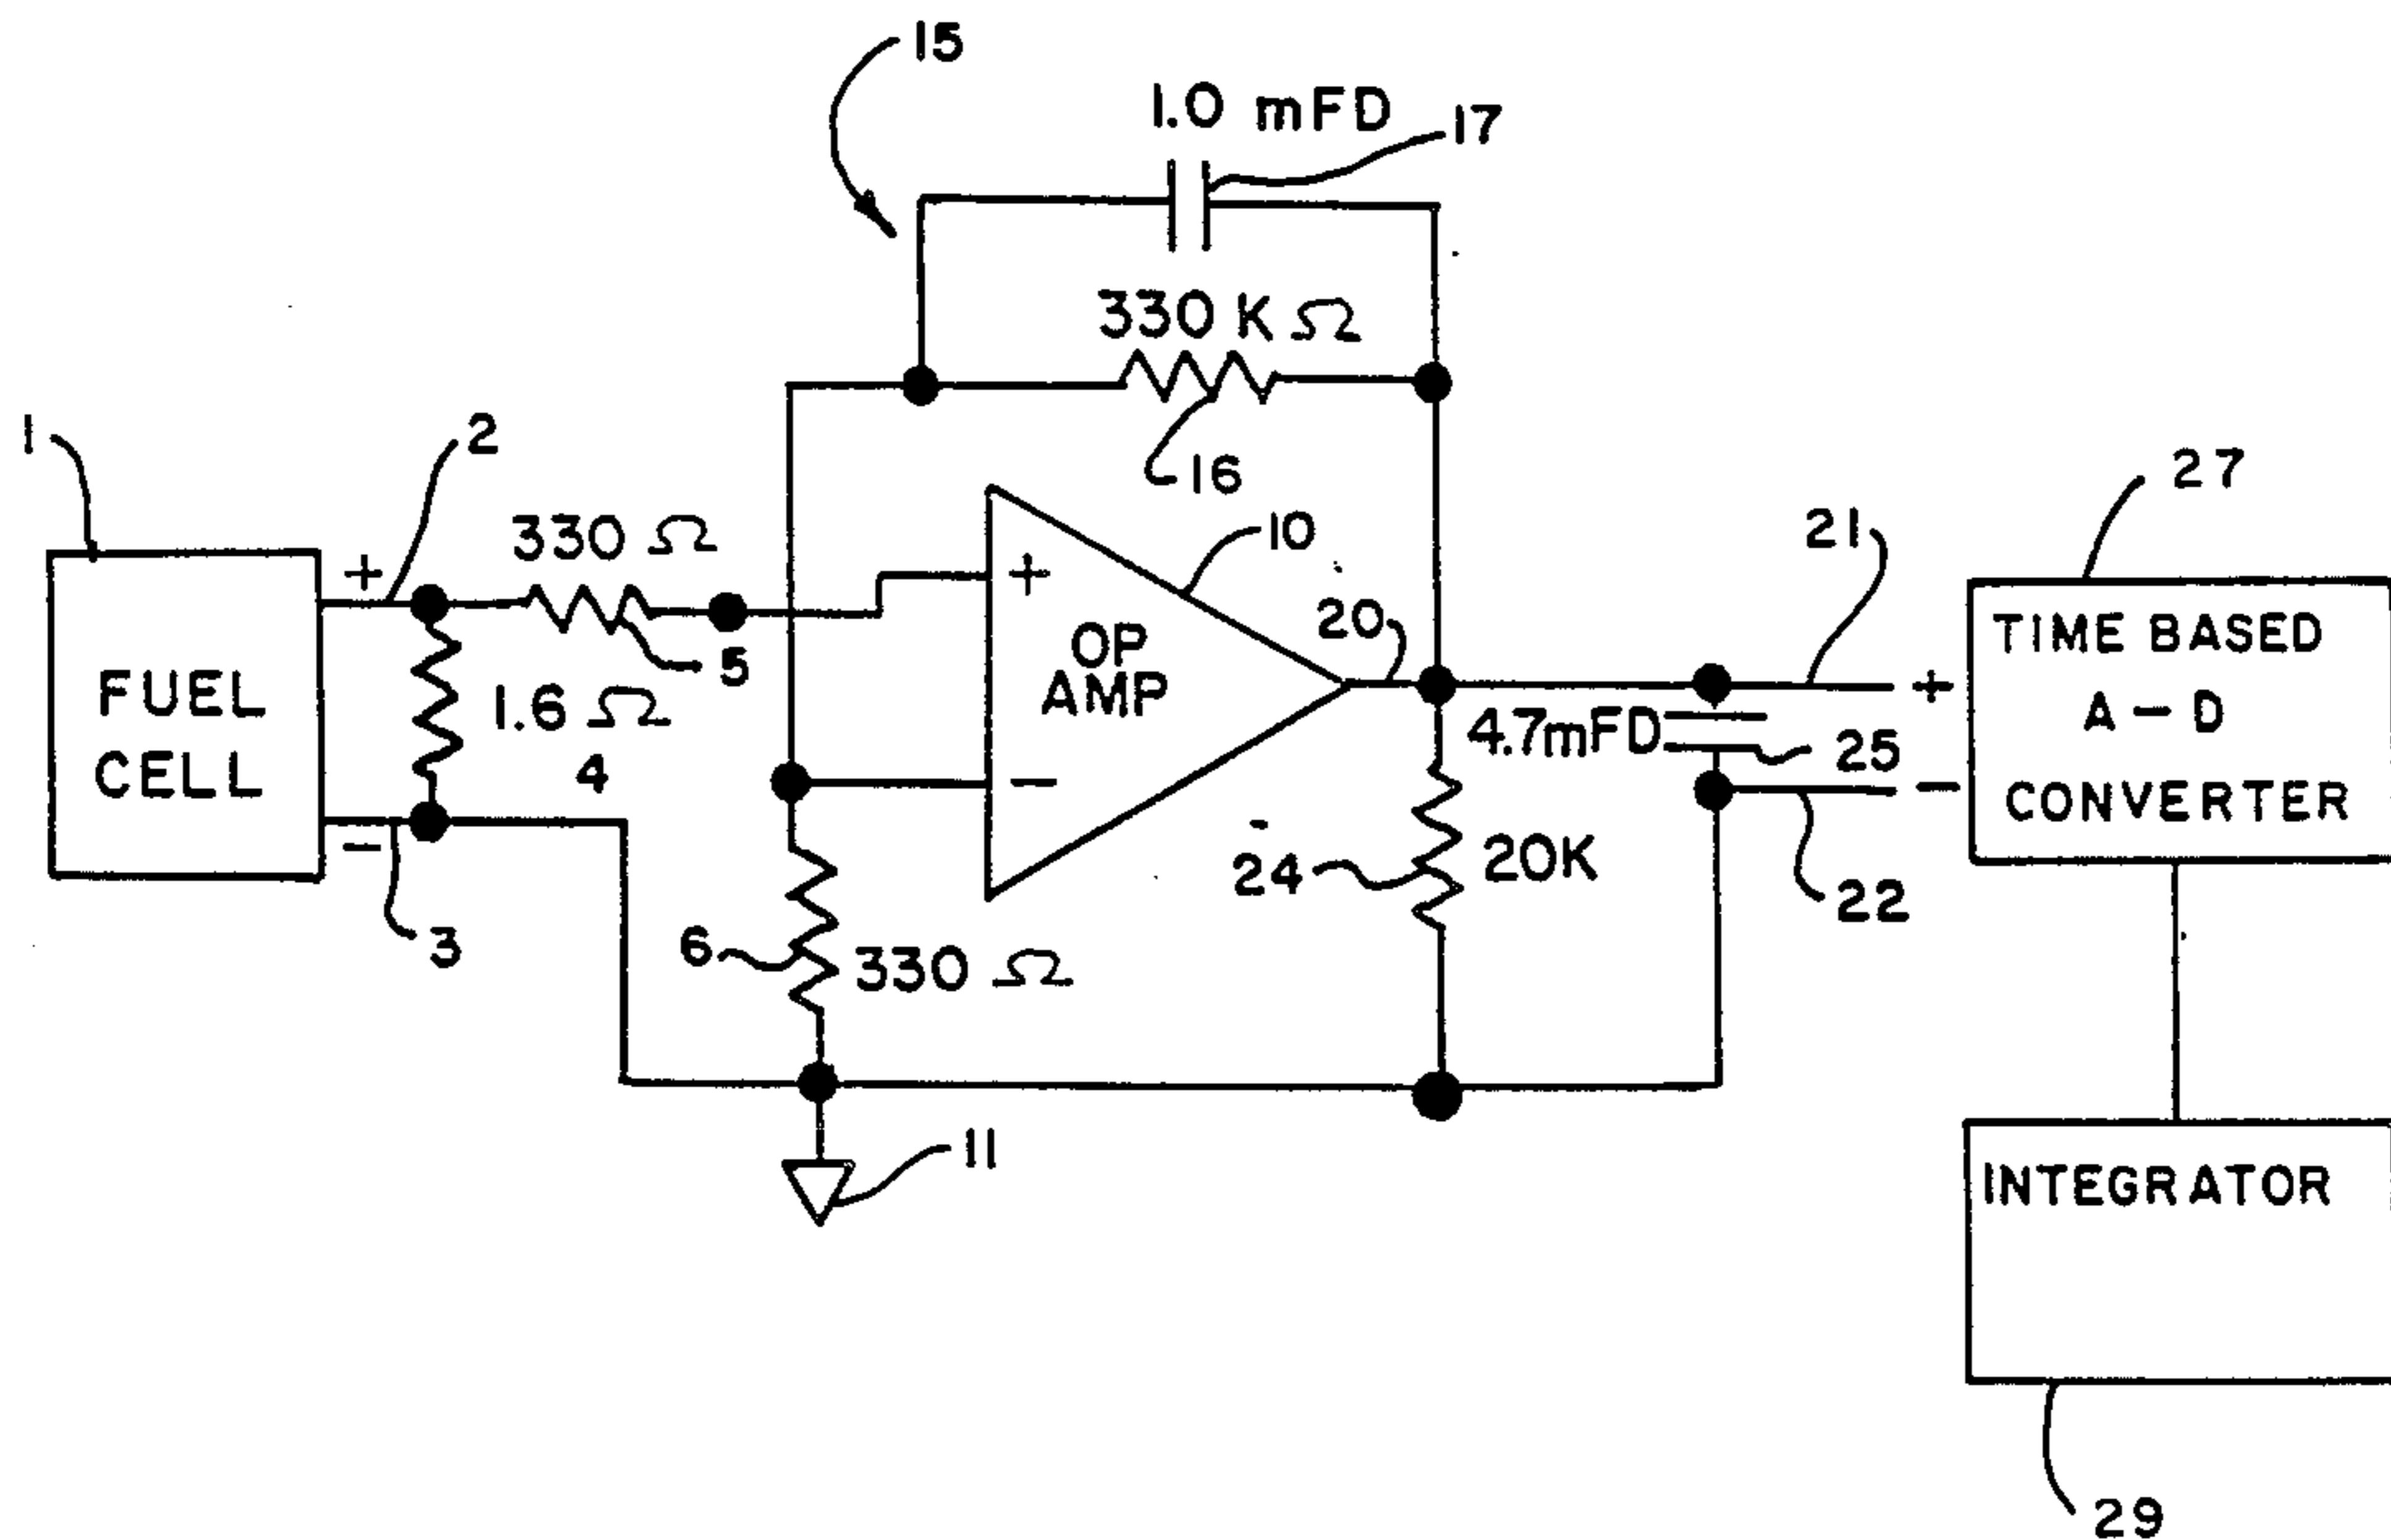 15
1.0 mFD
17
330 K Ω
16
1
2
+
330 Ω
5
FUEL
CELL
1.6 Ω
4
-
3
+
OP
AMP
-
10
20
21
27
4.7mFD
25
+
-
TIME BASED
A-D
CONVERTER
6
330 Ω
24
20K
22
11
INTEGRATOR
29